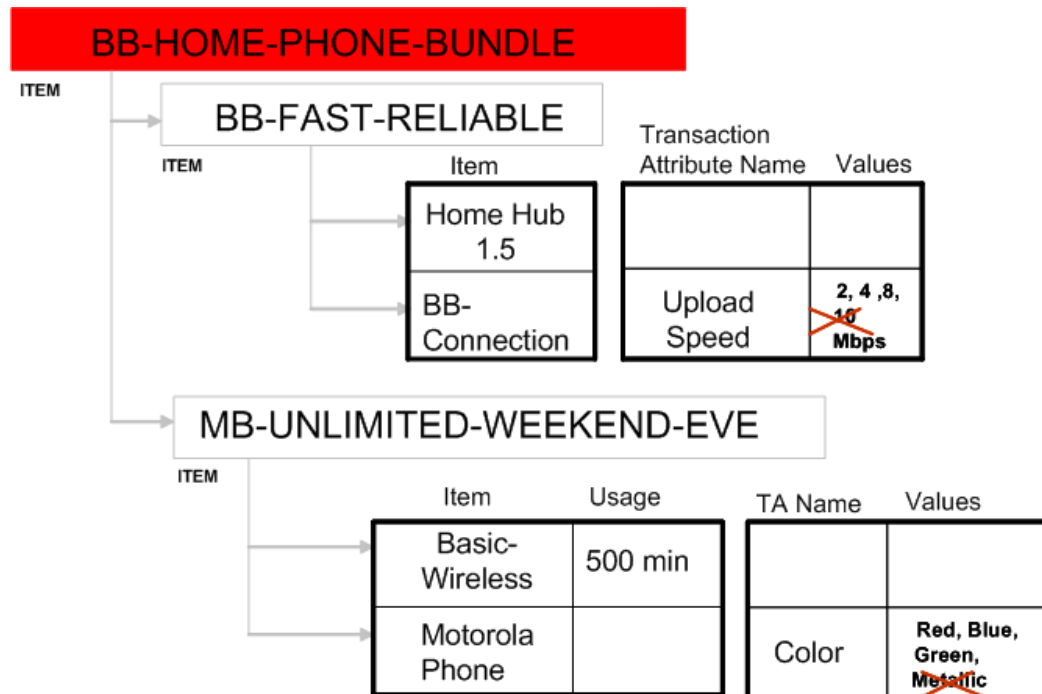 BB-HOME-PHONE-BUNDLE
ITEM
BB-FAST-RELIABLE
ITEM
Item
Transaction
Attribute Name
Values
Home Hub
1.5
BB-
Connection
Upload
Speed
2, 4 ,8,
10
Mbps
MB-UNLIMITED-WEEKEND-EVE
ITEM
Item
Usage
TA Name
Values
Basic-
Wireless
500 min
Motorola
Phone
Color
Red, Blue,
Green,
Metallic